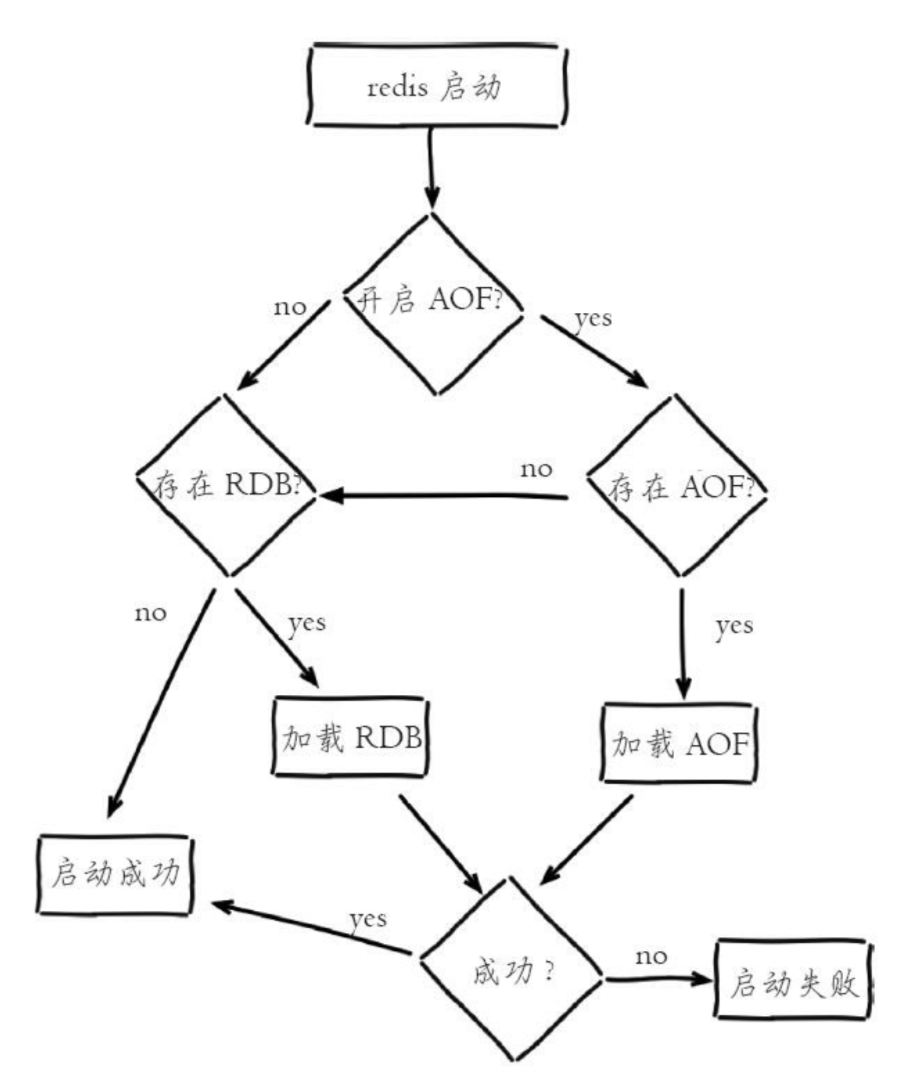 redis 启动
开启 AOF?
no
yes
存在 RDB?
no
存在 AOF?
no
yes
yes
加载 RDB
加载 AOF
启动成功
yes
成功?
no
启动失败